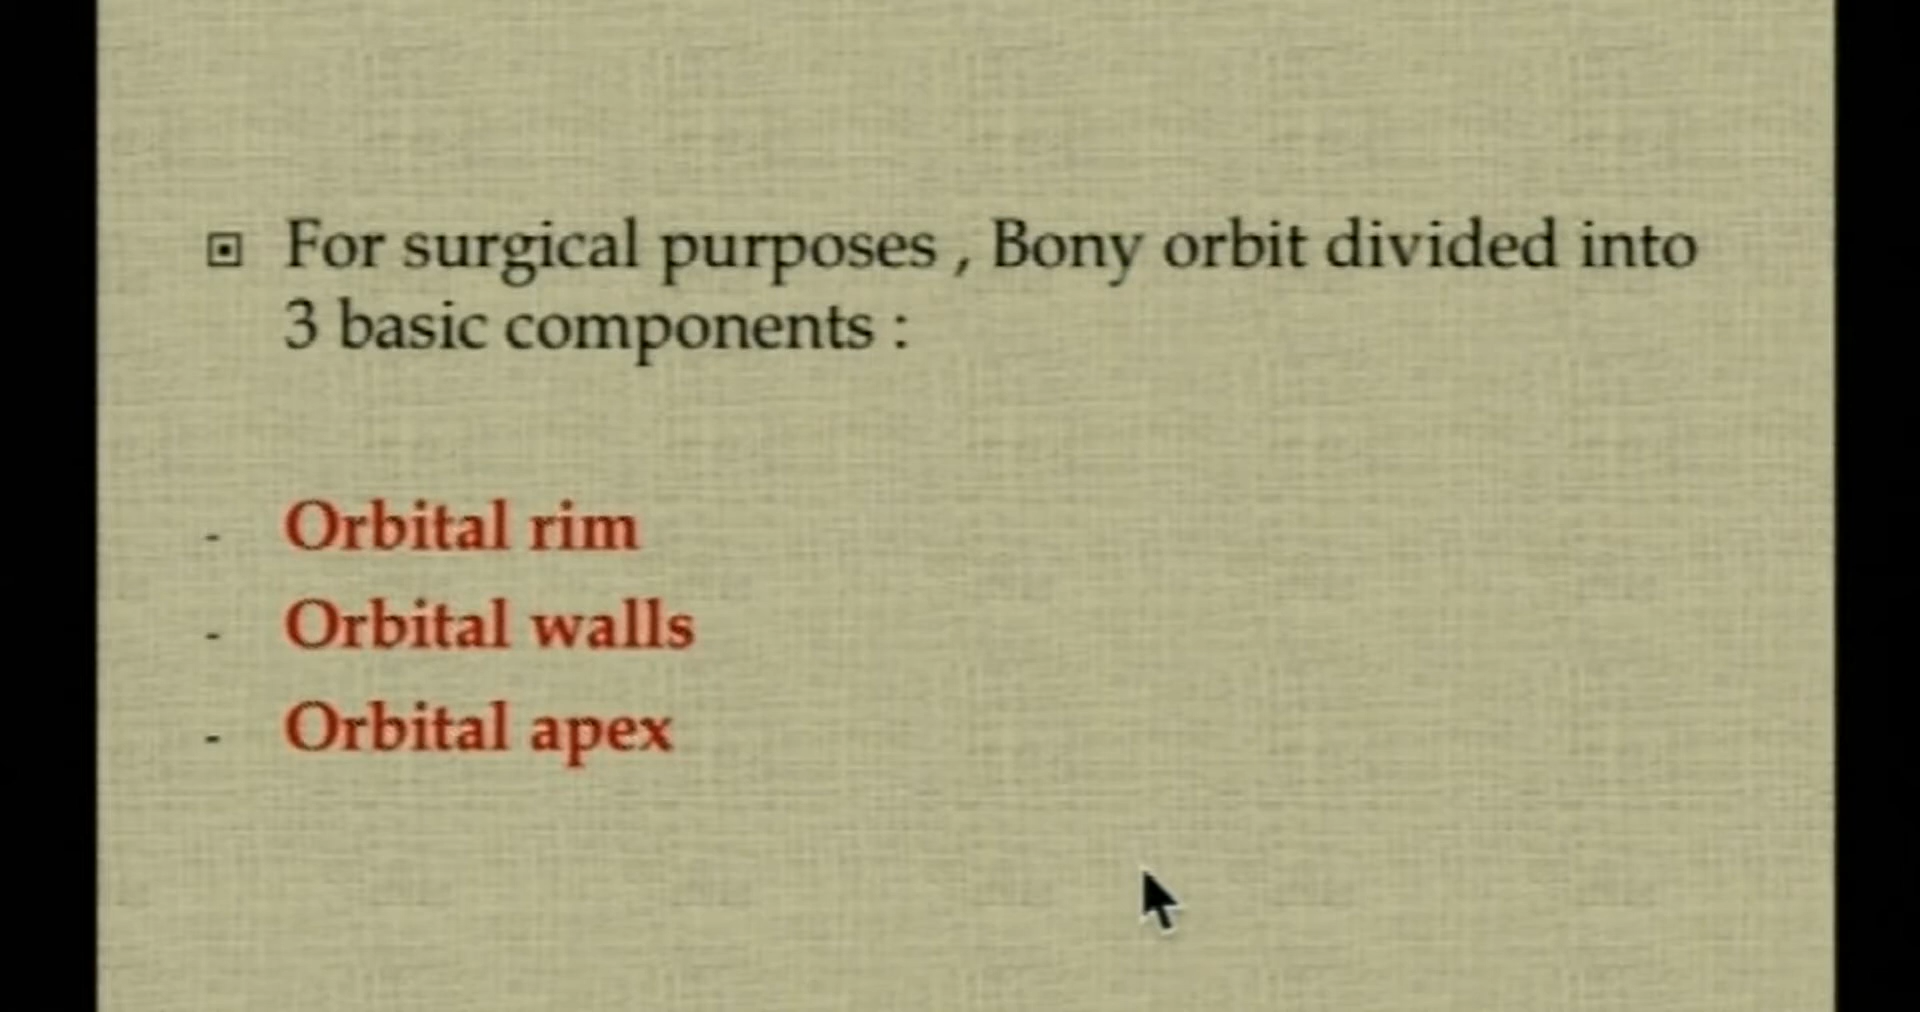 For surgical purposes , Bony orbit divided into
3 basic components :
- Orbital rim
- Orbital walls
- Orbital apex